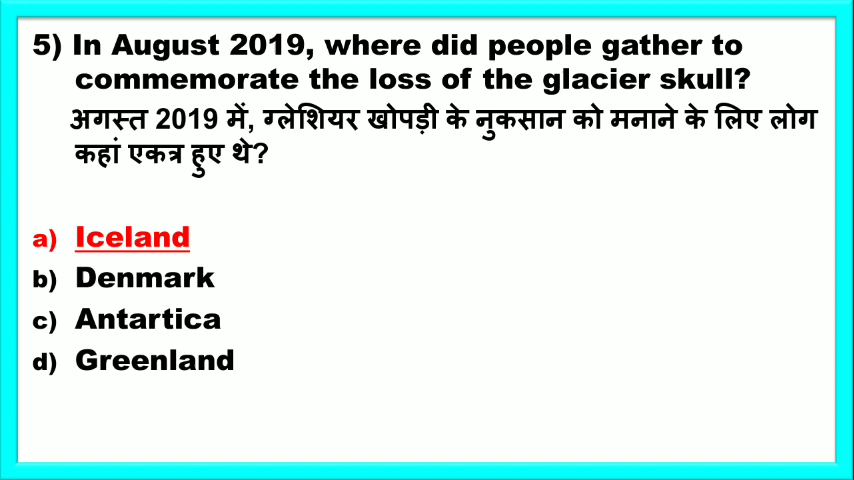 5) In August 2019, where did people gather to
commemorate the loss of the glacier skull?
अगस्त 2019 में, ग्लेशियर खोपड़ी के नुकसान को मनाने के लिए लोग
कहां एकत्र हुए थे?
a) Iceland
b) Denmark
c) Antartica
d) Greenland